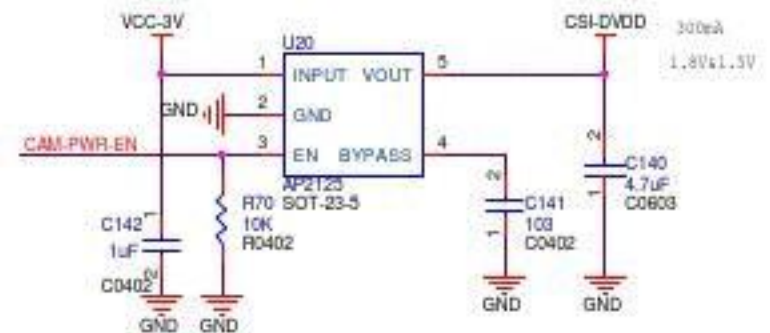 VCC-3V
CSI-DVDD
300mA
1.8V&1.5V
U20
1
INPUT
VOUT
5
GND
2
GND
CAM-PWR-EN
3
EN
BYPASS
4
AP2125
SOT-23-5
R70
10K
R0402
C142
1
1uF
2
C0402
2
C141
103
C0402
1
2
C140
4.7uF
C0603
1
GND
GND
GND
GND